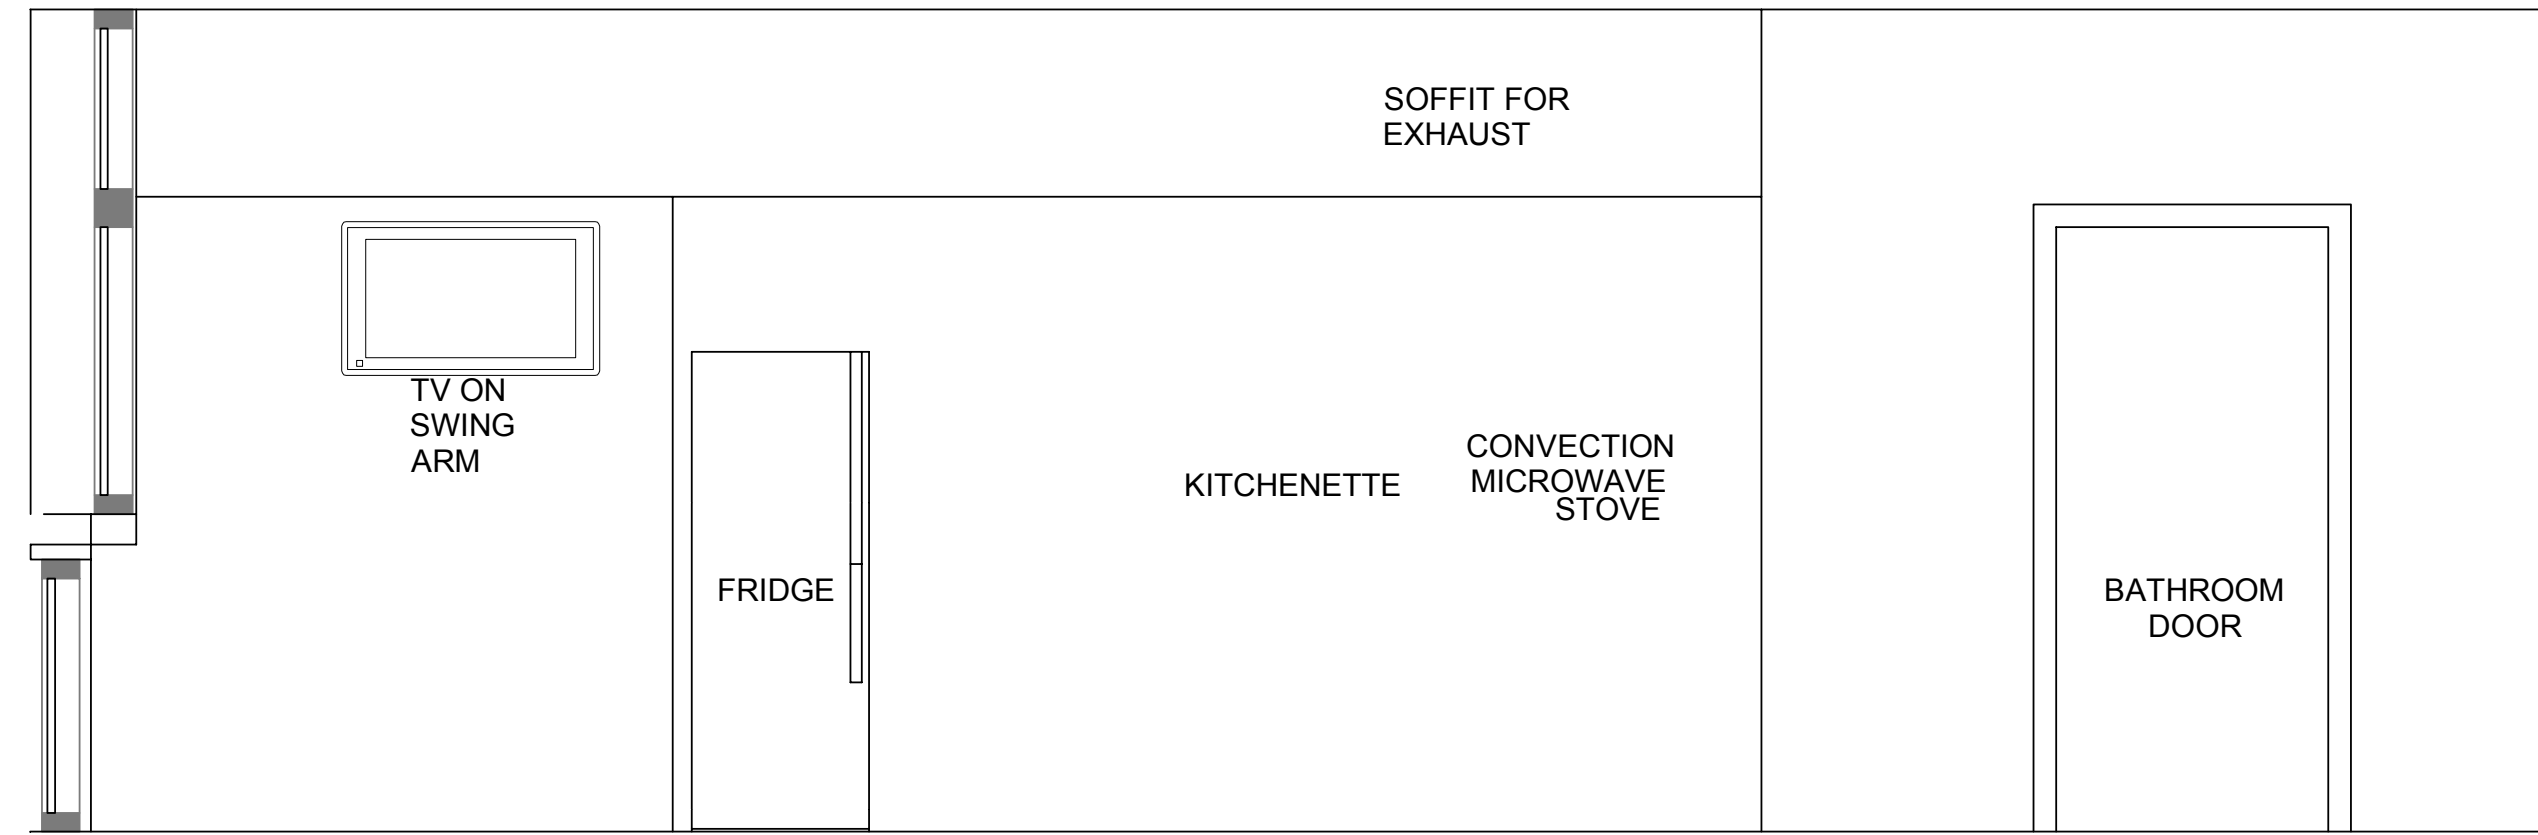 SOFFIT FOR
EXHAUST
TV ON
SWING
ARM
KITCHENETTE
CONVECTION
MICROWAVE
STOVE
FRIDGE
BATHROOM
DOOR